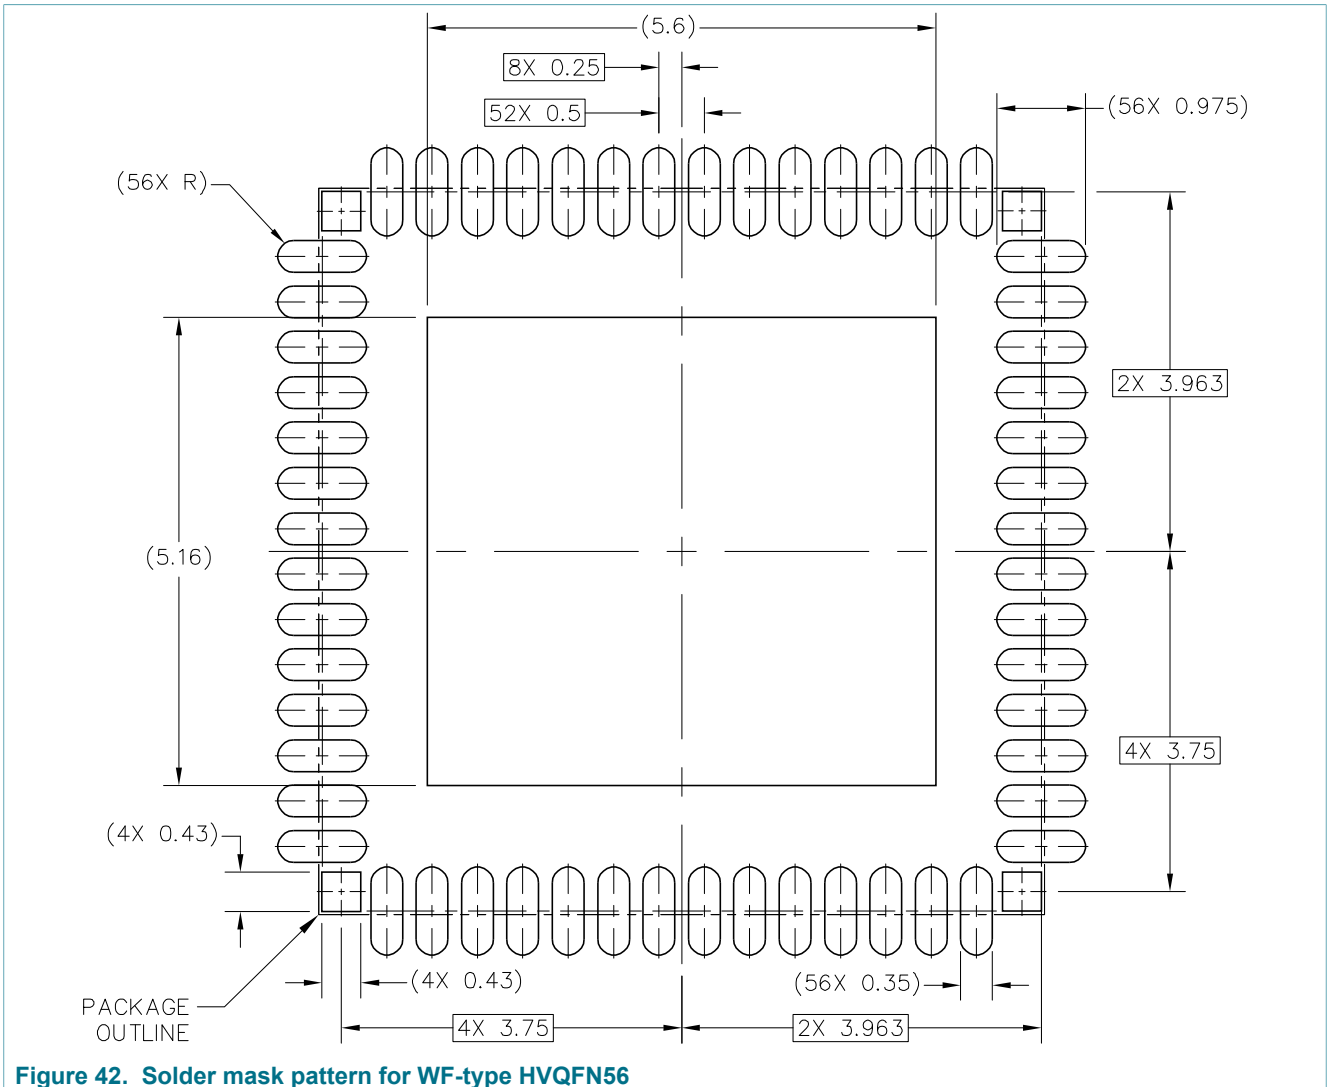 (5.6)
8X 0.25
52X 0.5
(56X 0.975)
(56X R)
2X 3.963
(5.16)
4X 3.75
(4X 0.43)
(4X 0.43)
(56X 0.35)
PACKAGE
OUTLINE
4X 3.75
2X 3.963
Figure 42. Solder mask pattern for WF-type HVQFN56